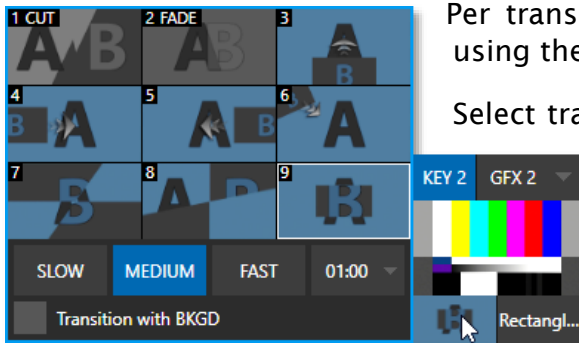 1 CUT
2 FADE
3
A B
A B
A
B
4
5
6
B A
A B
A
7
8
9
B
A D
B
SLOW
MEDIUM
FAST
01:00
Transition with BKGD
Per trans
using the
Select tra
KEY 2
GFX 2
Rectangl...